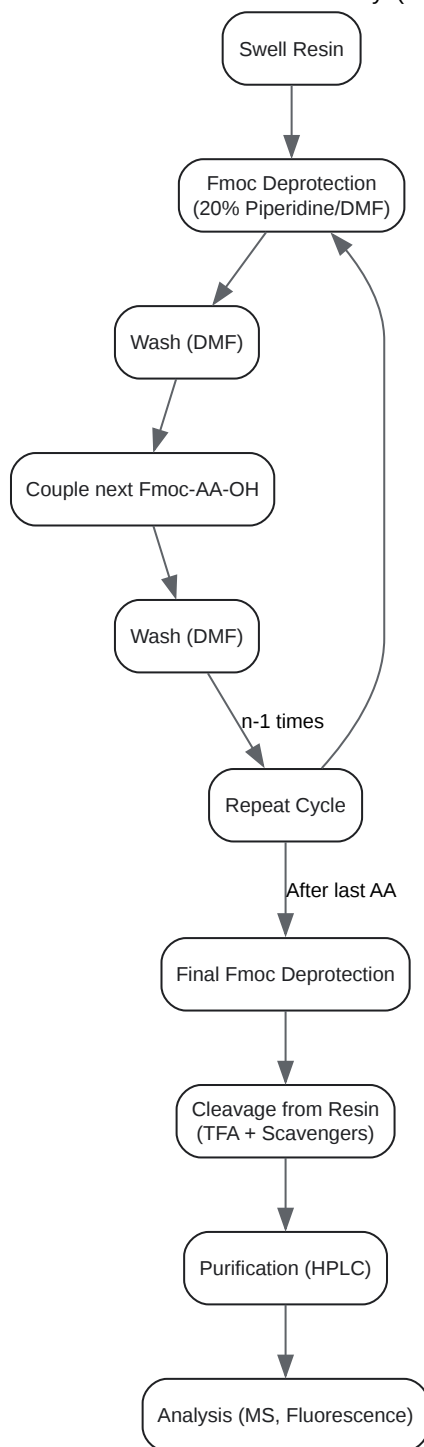 Swell Resin
Fmoc Deprotection
(20% Piperidine/DMF)
Wash (DMF)
Couple next Fmoc-AA-OH
Wash (DMF)
n-1 times
Repeat Cycle
After last AA
Final Fmoc Deprotection
Cleavage from Resin
(TFA + Scavengers)
Purification (HPLC)
Analysis (MS, Fluorescence)